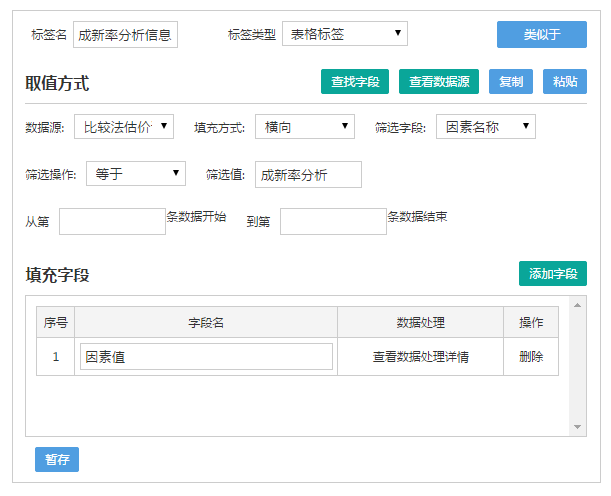 标签名 成新率分析信息 标签类型 表格标签 类似于
取值方式 查找字段 查看数据源 复制 粘贴
数据源: 比较法估价 填充方式: 横向 筛选字段: 因素名称
筛选操作: 等于 筛选值: 成新率分析
从第 条数据开始 到第 条数据结束
填充字段 添加字段
序号 字段名 数据处理 操作
1 因素值 查看数据处理详情 删除
暂存